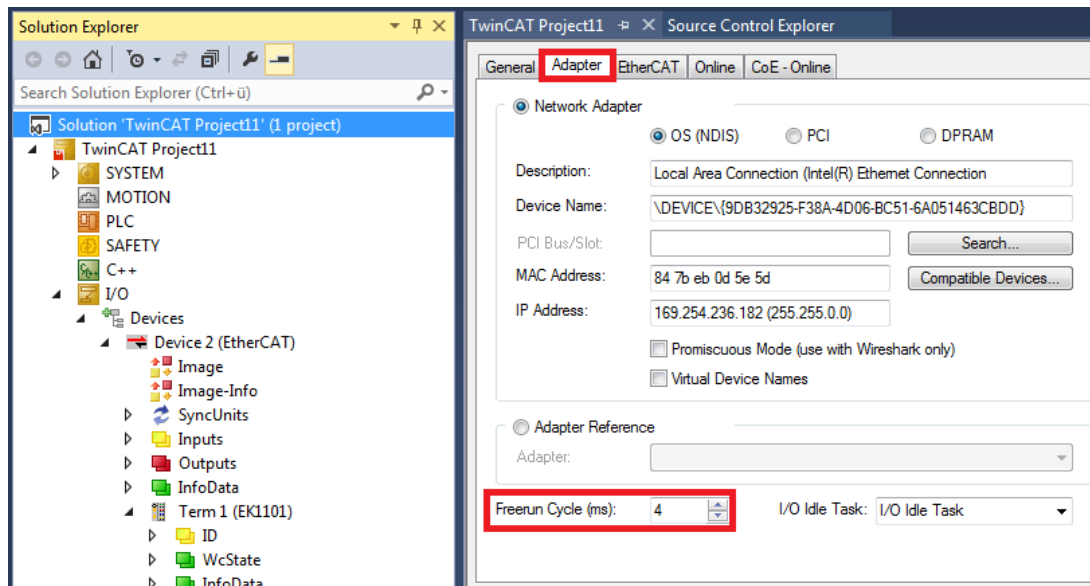 Solution Explorer
Search Solution Explorer (Ctrl+ü)
Solution 'TwinCAT Project11' (1 project)
TwinCAT Project11
SYSTEM
MOTION
PLC
SAFETY
C++
I/O
Devices
Device 2 (EtherCAT)
Image
Image-Info
SyncUnits
Inputs
Outputs
InfoData
Term 1 (EK1101)
ID
WcState
InfoData
TwinCAT Project11 Source Control Explorer
General Adapter EtherCAT Online CoE - Online
Network Adapter
OS (NDIS) PCI DPRAM
Description: Local Area Connection (Intel(R) Ethernet Connection
Device Name: \DEVICE\{9DB32925-F38A-4D06-BC51-6A051463CBDD}
PCI Bus/Slot: Search...
MAC Address: 84 7b eb 0d 5e 5d Compatible Devices...
IP Address: 169.254.236.182 (255.255.0.0)
Promiscuous Mode (use with Wireshark only)
Virtual Device Names
Adapter Reference
Adapter:
Freerun Cycle (ms): 4 I/O Idle Task: I/O Idle Task